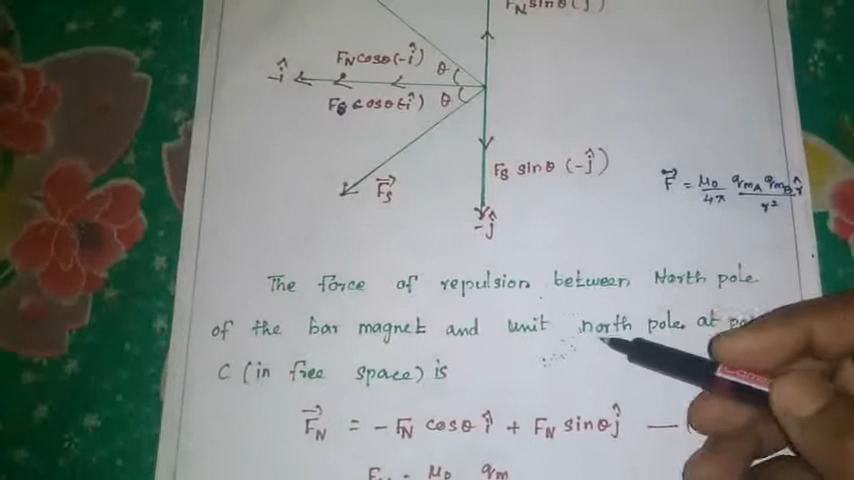 F_N sinθ(ĵ)
F_N cosθ(-î)
θ
-î
F_S cosθ(-î)
θ
F_S sinθ (-ĵ)
F⃗_S
F⃗ = μ₀/4π q_mA q_mB r̂/r²
-ĵ
The force of repulsion between North pole
of the bar magnet and unit north pole at
C (in free space) is
F⃗_N = - F_N cosθ î + F_N sinθ ĵ —
μ₀ q_m